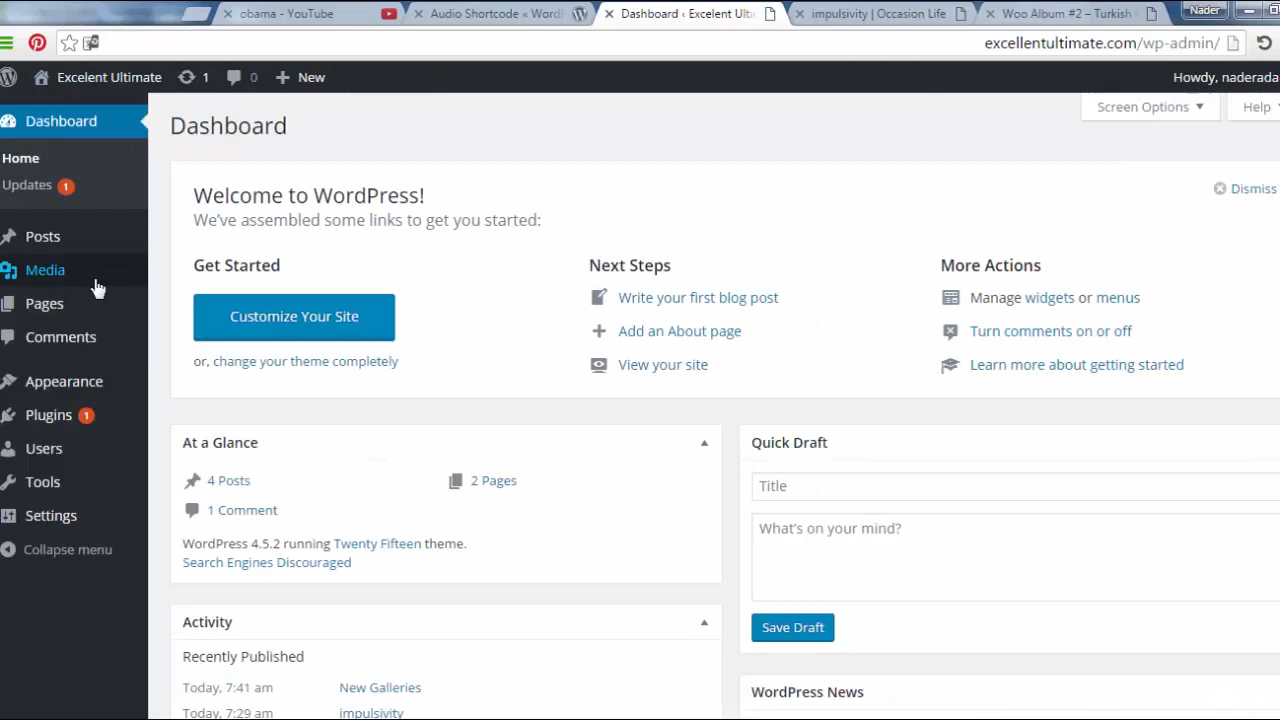 obama - YouTube
Audio Shortcode « WordP
Dashboard ‹ Excelent Ulti
impulsivity | Occasion Life
Woo Album #2 – Turkish
Nader
excellentultimate.com/wp-admin/
Excelent Ultimate
1
0
New
Howdy, naderada
Dashboard
Home
Updates 1
Posts
Media
Pages
Comments
Appearance
Plugins 1
Users
Tools
Settings
Collapse menu
Screen Options
Help
Dashboard
Welcome to WordPress!
We've assembled some links to get you started:
Dismiss
Get Started
Customize Your Site
or, change your theme completely
Next Steps
Write your first blog post
Add an About page
View your site
More Actions
Manage widgets or menus
Turn comments on or off
Learn more about getting started
At a Glance
4 Posts
2 Pages
1 Comment
WordPress 4.5.2 running Twenty Fifteen theme.
Search Engines Discouraged
Activity
Recently Published
Today, 7:41 am New Galleries
Today, 7:29 am impulsivity
Quick Draft
Title
What's on your mind?
Save Draft
WordPress News